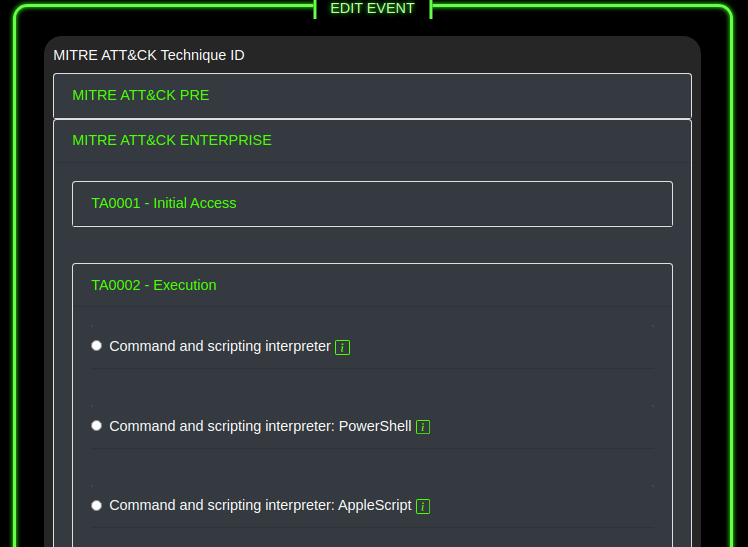 EDIT EVENT
MITRE ATT&CK Technique ID
MITRE ATT&CK PRE
MITRE ATT&CK ENTERPRISE
TA0001 - Initial Access
TA0002 - Execution
Command and scripting interpreter i
Command and scripting interpreter: PowerShell i
Command and scripting interpreter: AppleScript i